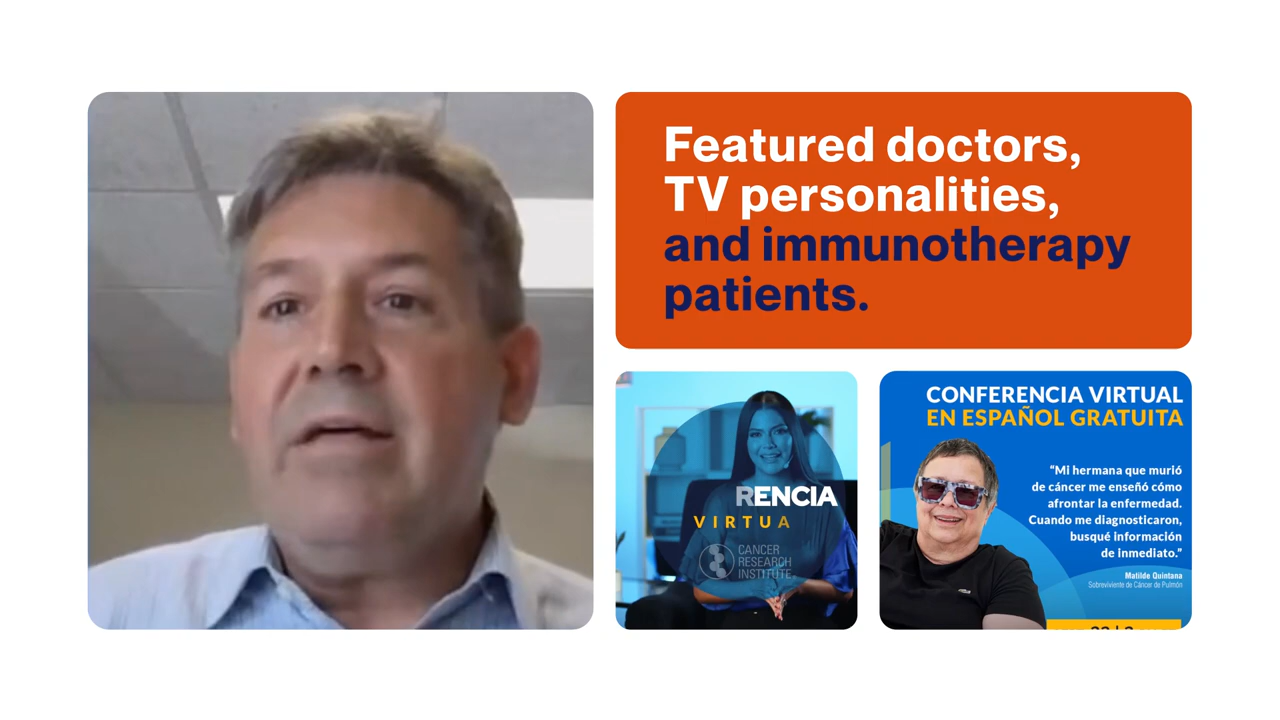 Featured doctors,
TV personalities,
and immunotherapy
patients.
RENCIA
VIRTUA
CANCER
RESEARCH
INSTITUTE
CONFERENCIA VIRTUAL
EN ESPAÑOL GRATUITA
“Mi hermana que murió
de cáncer me enseñó cómo
afrontar la enfermedad.
Cuando me diagnosticaron,
busqué información
de inmediato.”
Matilde Quintana
Sobreviviente de Cáncer de Pulmón